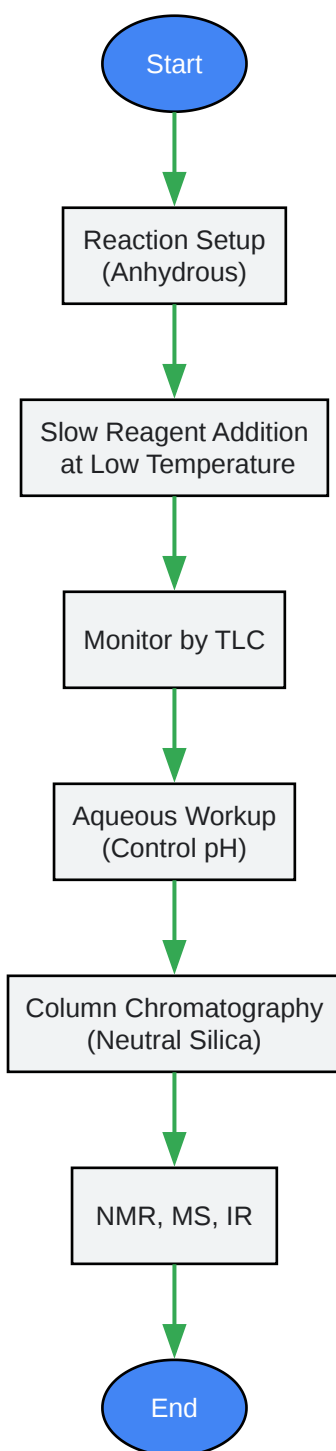 Start
Reaction Setup
(Anhydrous)
Slow Reagent Addition
at Low Temperature
Monitor by TLC
Aqueous Workup
(Control pH)
Column Chromatography
(Neutral Silica)
NMR, MS, IR
End